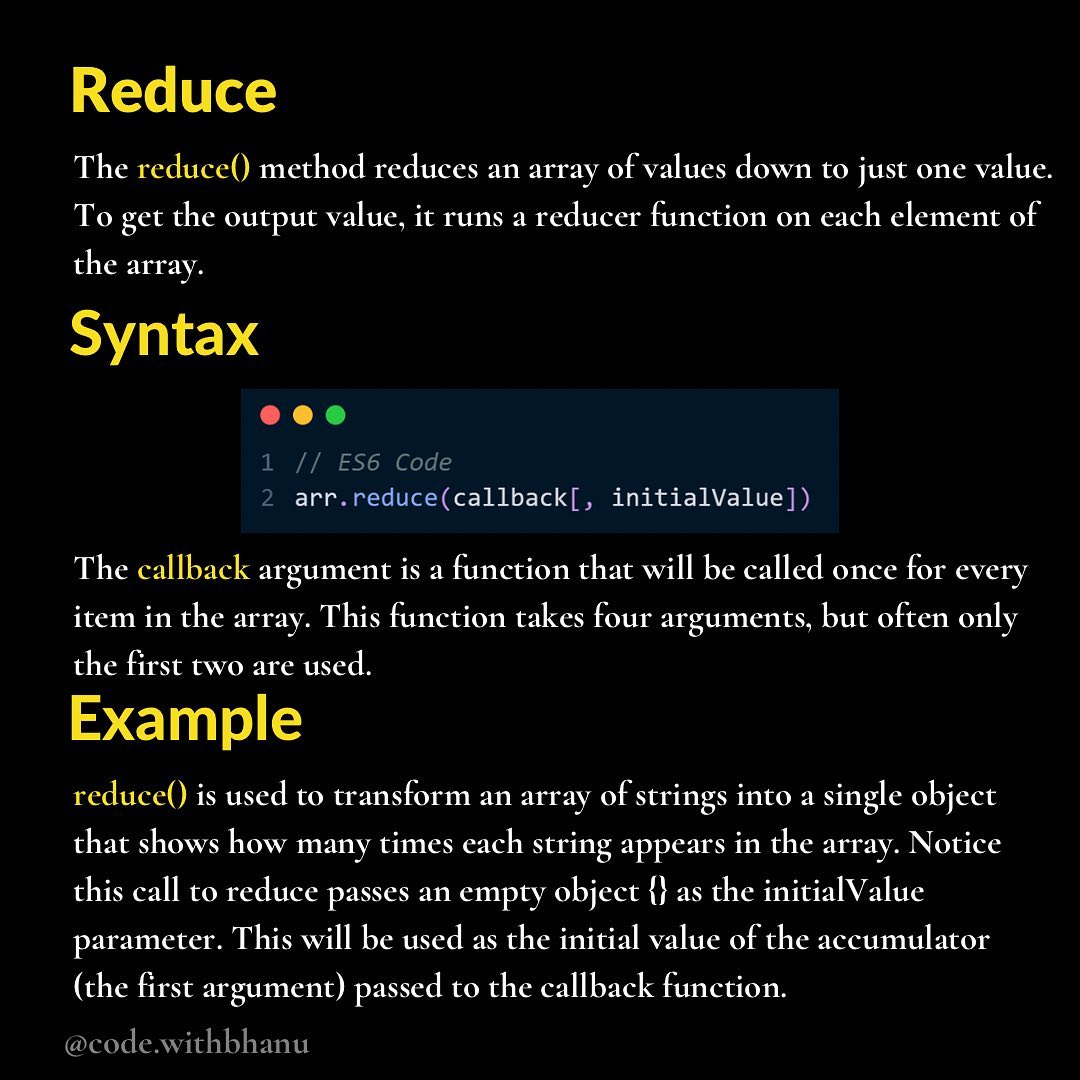 Reduce
The reduce() method reduces an array of values down to just one value.
To get the output value, it runs a reducer function on each element of
the array.
Syntax
1 // ES6 Code
2 arr.reduce(callback[, initialValue])
The callback argument is a function that will be called once for every
item in the array. This function takes four arguments, but often only
the first two are used.
Example
reduce() is used to transform an array of strings into a single object
that shows how many times each string appears in the array. Notice
this call to reduce passes an empty object {} as the initialValue
parameter. This will be used as the initial value of the accumulator
(the first argument) passed to the callback function.
@code.withbhanu